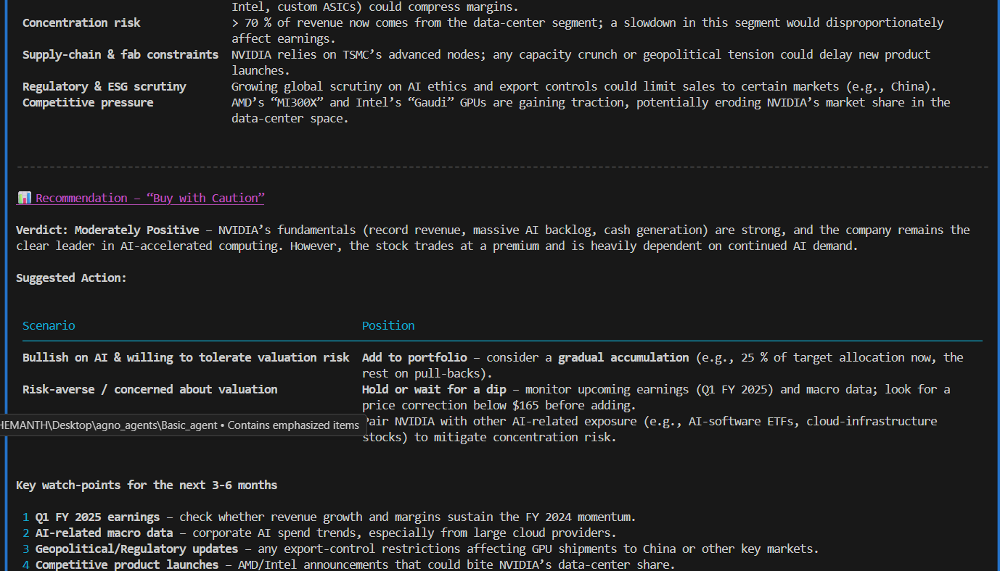 Intel, custom ASICs) could compress margins.
Concentration risk > 70 % of revenue now comes from the data-center segment; a slowdown in this segment would disproportionately
affect earnings.
Supply-chain & fab constraints NVIDIA relies on TSMC’s advanced nodes; any capacity crunch or geopolitical tension could delay new product
launches.
Regulatory & ESG scrutiny Growing global scrutiny on AI ethics and export controls could limit sales to certain markets (e.g., China).
Competitive pressure AMD’s “MI300X” and Intel’s “Gaudi” GPUs are gaining traction, potentially eroding NVIDIA’s market share in the
data-center space.
📊 Recommendation – “Buy with Caution”
Verdict: Moderately Positive – NVIDIA’s fundamentals (record revenue, massive AI backlog, cash generation) are strong, and the company remains the
clear leader in AI-accelerated computing. However, the stock trades at a premium and is heavily dependent on continued AI demand.
Suggested Action:
Scenario Position
Bullish on AI & willing to tolerate valuation risk Add to portfolio – consider a gradual accumulation (e.g., 25 % of target allocation now, the
rest on pull-backs).
Risk-averse / concerned about valuation Hold or wait for a dip – monitor upcoming earnings (Q1 FY 2025) and macro data; look for a
price correction below $165 before adding.
HEMANTH\Desktop\agno_agents\Basic_agent • Contains emphasized items
Pair NVIDIA with other AI-related exposure (e.g., AI-software ETFs, cloud-infrastructure
stocks) to mitigate concentration risk.
Key watch-points for the next 3-6 months
1 Q1 FY 2025 earnings – check whether revenue growth and margins sustain the FY 2024 momentum.
2 AI-related macro data – corporate AI spend trends, especially from large cloud providers.
3 Geopolitical/Regulatory updates – any export-control restrictions affecting GPU shipments to China or other key markets.
4 Competitive product launches – AMD/Intel announcements that could bite NVIDIA’s data-center share.